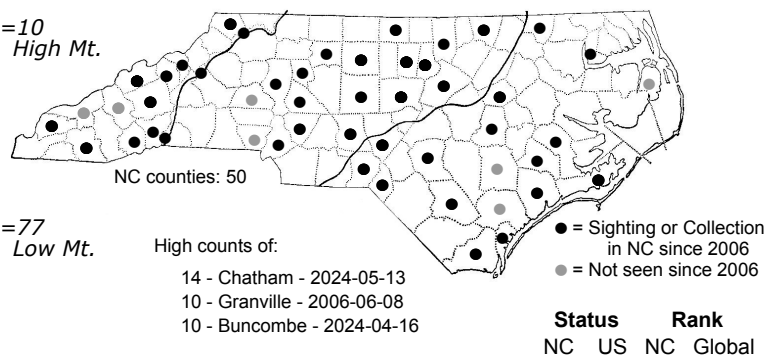 =10
High Mt.
NC counties: 50
=77
Low Mt.
High counts of:
14 - Chatham - 2024-05-13
10 - Granville - 2006-06-08
10 - Buncombe - 2024-04-16
= Sighting or Collection
in NC since 2006
= Not seen since 2006
Status Rank
NC US NC Global